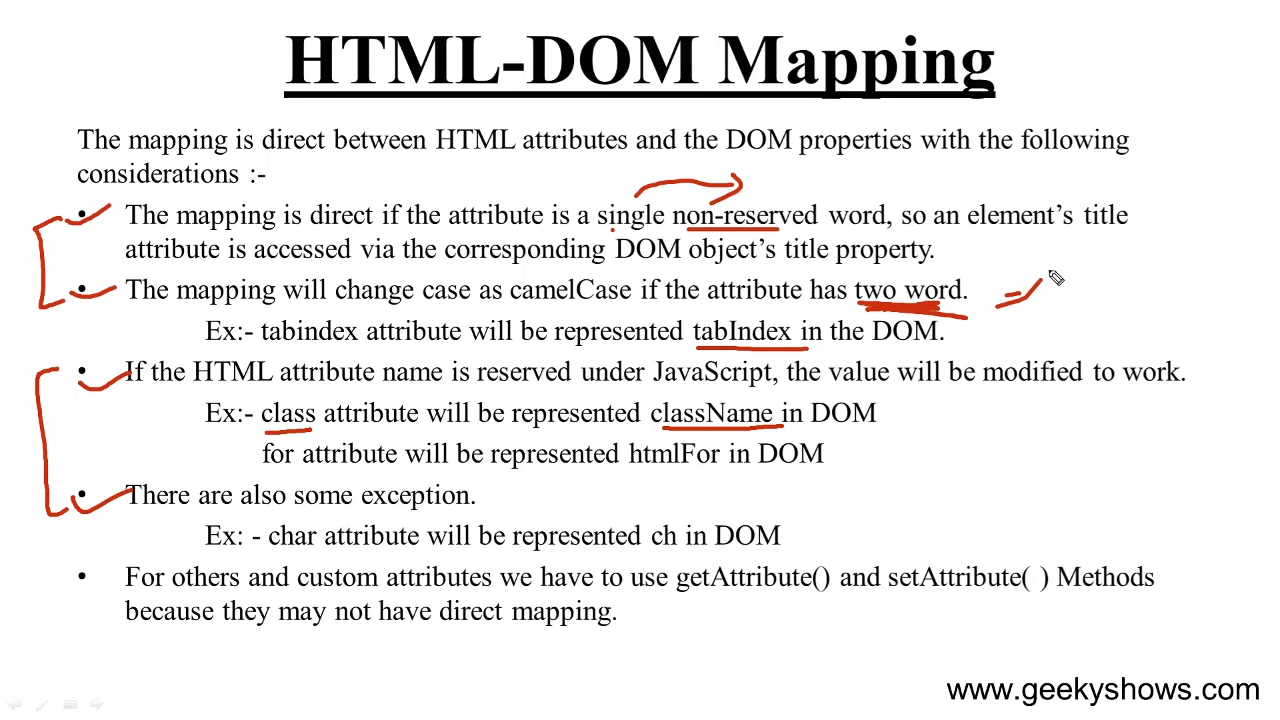 HTML-DOM Mapping
The mapping is direct between HTML attributes and the DOM properties with the following
considerations :-
• The mapping is direct if the attribute is a single non-reserved word, so an element’s title
attribute is accessed via the corresponding DOM object’s title property.
• The mapping will change case as camelCase if the attribute has two word.
Ex:- tabindex attribute will be represented tabIndex in the DOM.
• If the HTML attribute name is reserved under JavaScript, the value will be modified to work.
Ex:- class attribute will be represented className in DOM
for attribute will be represented htmlFor in DOM
• There are also some exception.
Ex: - char attribute will be represented ch in DOM
• For others and custom attributes we have to use getAttribute() and setAttribute( ) Methods
because they may not have direct mapping.
www.geekyshows.com